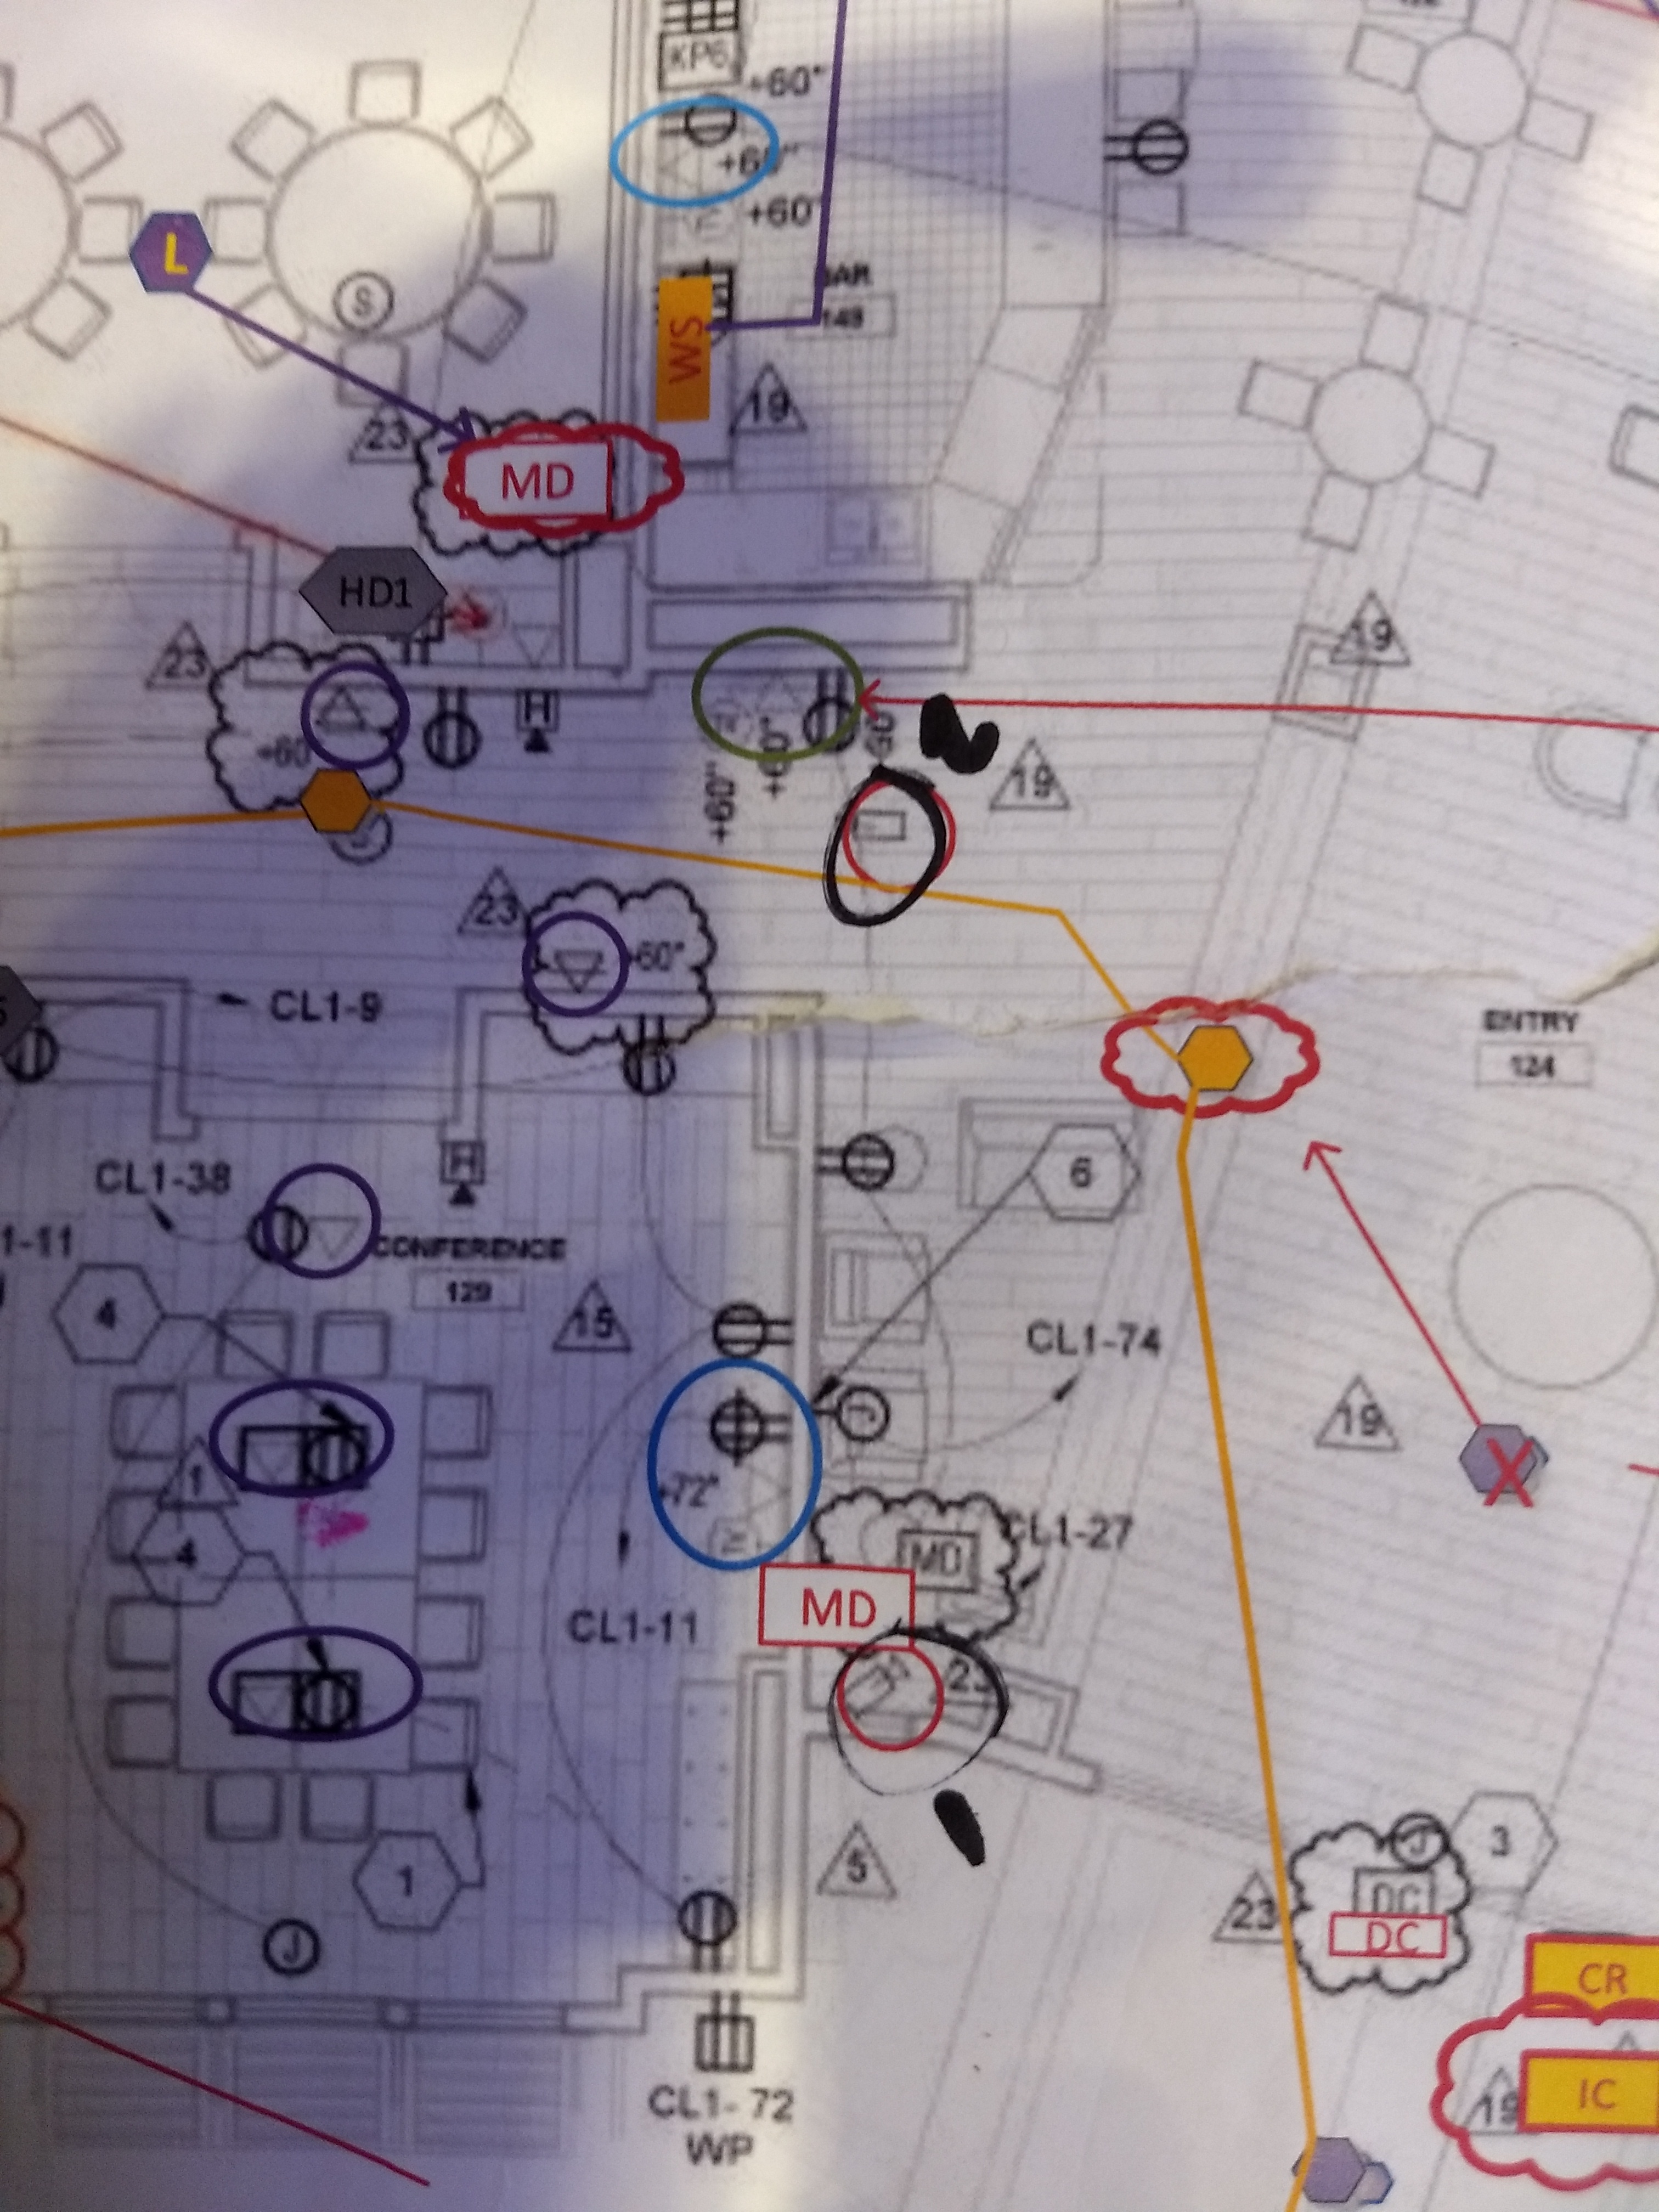 KP6
+60"
+60"
+60"
L
S
BAR
148
WS
19
23
MD
HD1
19
23
H
+60
+60"
+60"
60
19
23
+60"
CL1-9
ENTRY
124
CL1-38
H
6
1-11
CONFERENCE
129
4
15
CL1-74
J
19
X
1
+72"
4
CL1-27
MD
MD
CL1-11
23
5
1
J
J
3
DC
DC
23
CR
IC
19
CL1-72
WP